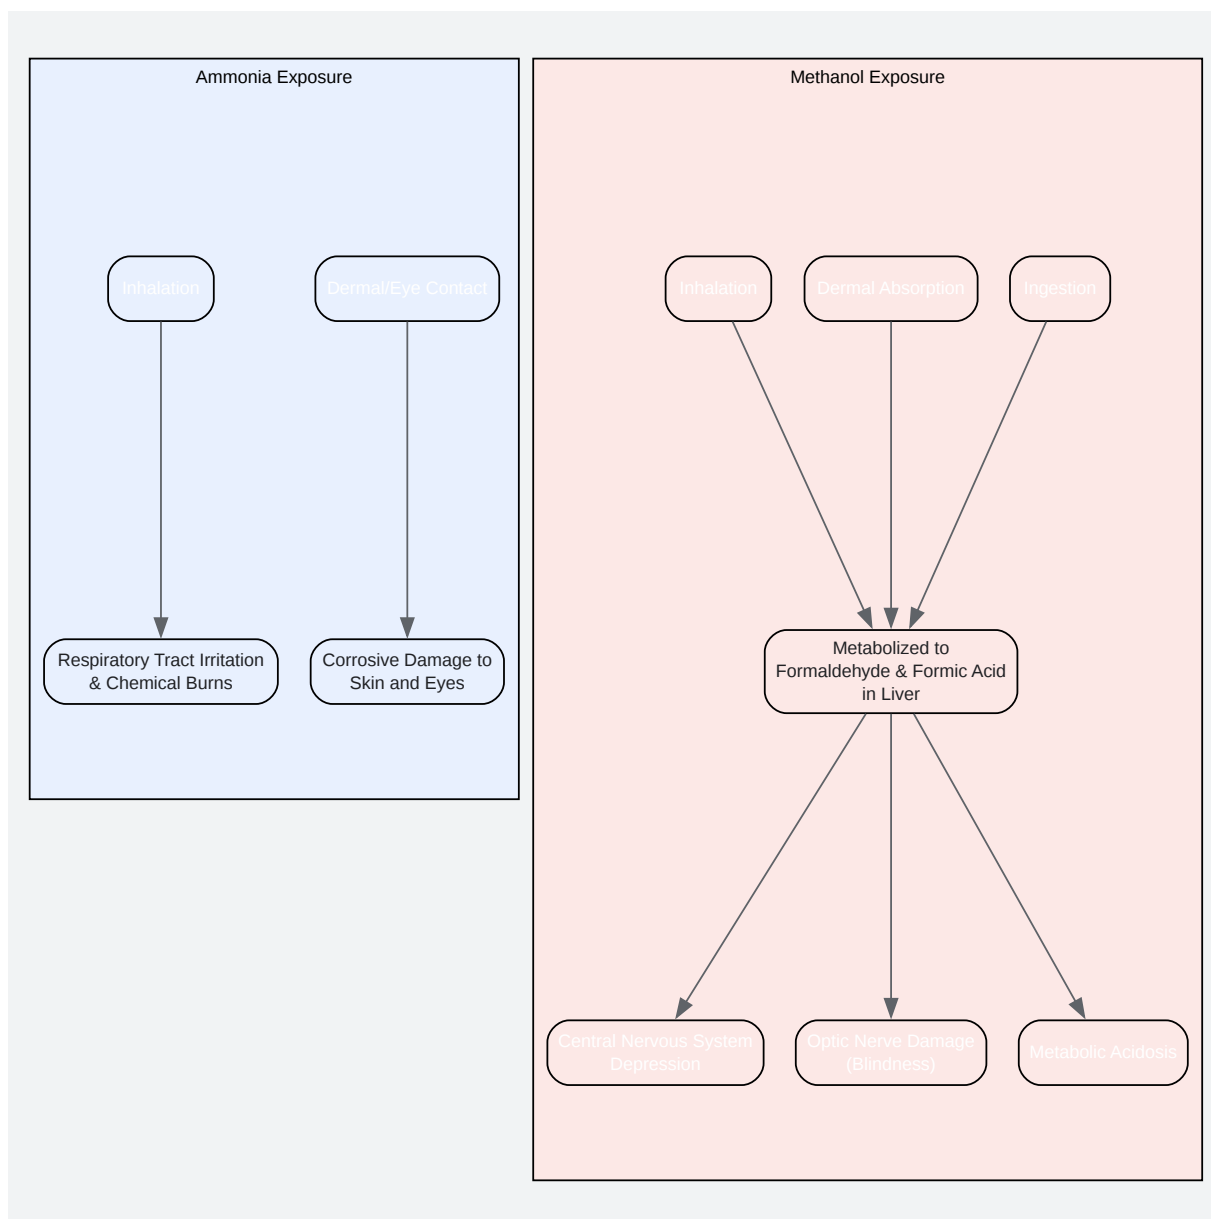 Ammonia Exposure
Inhalation
Dermal/Eye Contact
Respiratory Tract Irritation
& Chemical Burns
Corrosive Damage to
Skin and Eyes
Methanol Exposure
Inhalation
Dermal Absorption
Ingestion
Metabolized to
Formaldehyde & Formic Acid
in Liver
Central Nervous System
Depression
Optic Nerve Damage
(Blindness)
Metabolic Acidosis